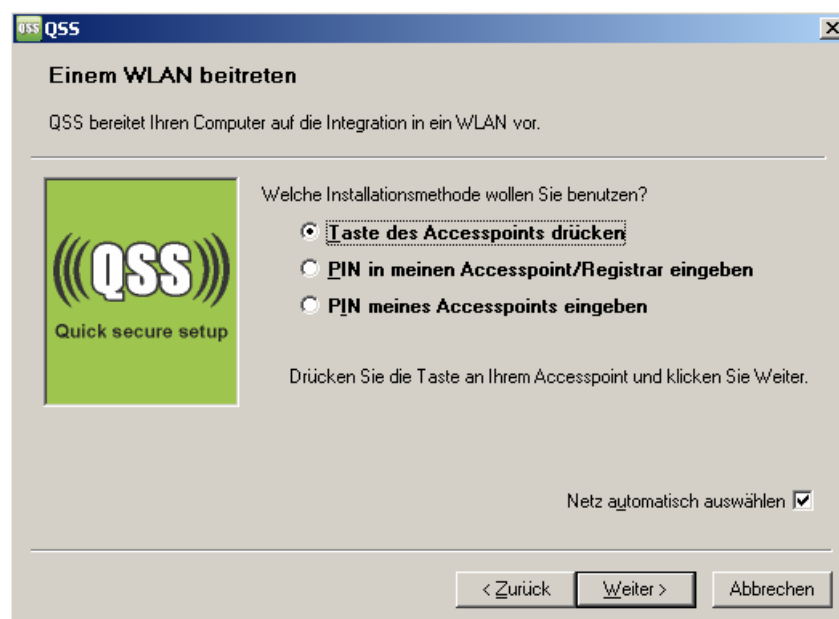 QSS QSS
Einem WLAN beitreten
QSS bereitet Ihren Computer auf die Integration in ein WLAN vor.
Welche Installationsmethode wollen Sie benutzen?
Taste des Accesspoints drücken
PIN in meinen Accesspoint/Registrar eingeben
PIN meines Accesspoints eingeben
(((QSS)))
Quick secure setup
Drücken Sie die Taste an Ihrem Accesspoint und klicken Sie Weiter.
Netz automatisch auswählen
< Zurück
Weiter >
Abbrechen